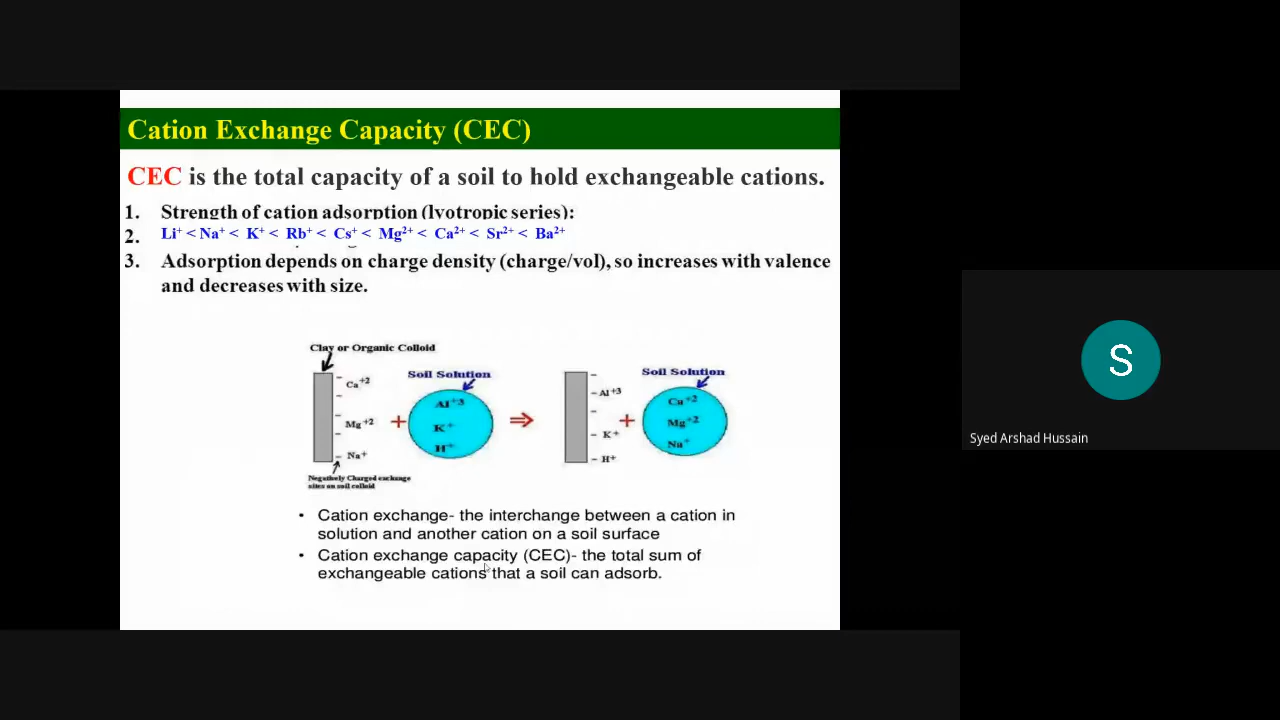 Cation Exchange Capacity (CEC)
CEC is the total capacity of a soil to hold exchangeable cations.
1. Strength of cation adsorption (lyotropic series):
2. Li⁺ < Na⁺ < K⁺ < Rb⁺ < Cs⁺ < Mg²⁺ < Ca²⁺ < Sr²⁺ < Ba²⁺
3. Adsorption depends on charge density (charge/vol), so increases with valence
and decreases with size.
Clay or Organic Colloid
Soil Solution
Soil Solution
Ca⁺²
Mg⁺²
Na⁺
+
Al⁺³
K⁺
H⁺
⇒
Al⁺³
K⁺
H⁺
+
Ca⁺²
Mg⁺²
Na⁺
Negatively Charged exchange
sites on soil colloid
• Cation exchange- the interchange between a cation in
solution and another cation on a soil surface
• Cation exchange capacity (CEC)- the total sum of
exchangeable cations that a soil can adsorb.
S
Syed Arshad Hussain